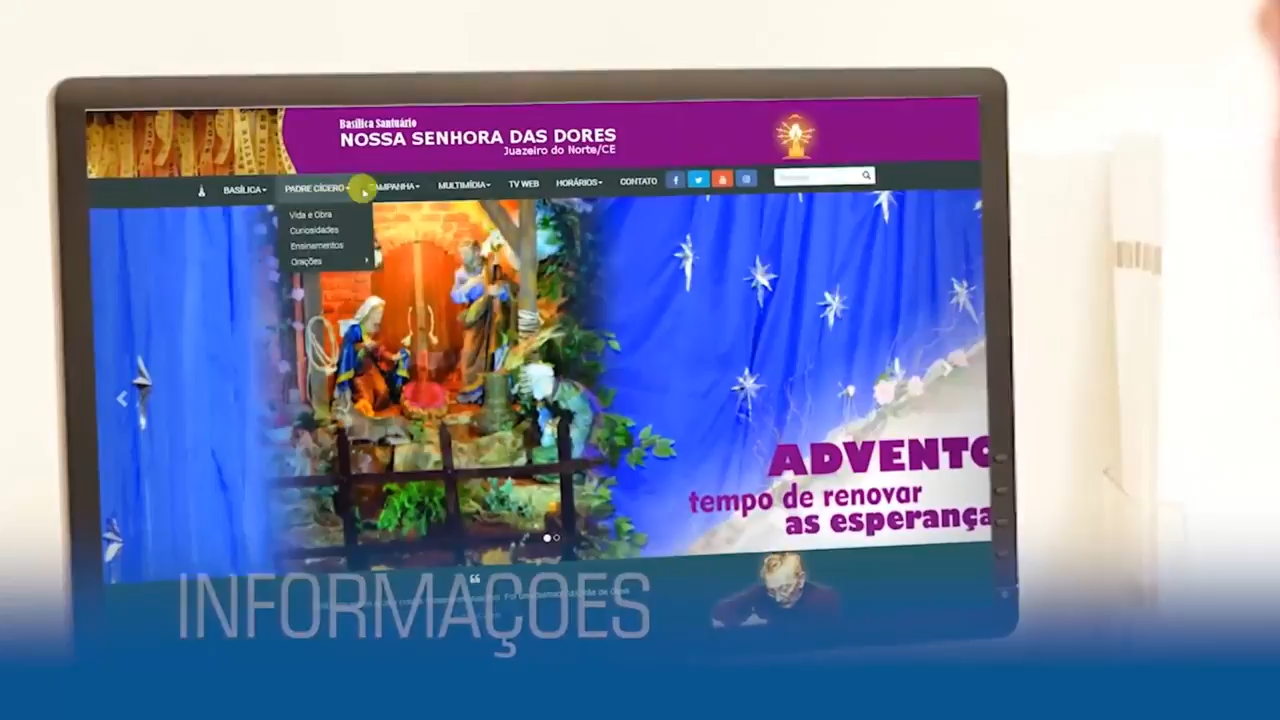 Basílica Santuário
NOSSA SENHORA DAS DORES
Juazeiro do Norte/CE
BASÍLICA
PADRE CÍCERO
AMPANHA
MULTIMÍDIA
TV WEB
HORÁRIOS
CONTATO
Vida e Obra
Curiosidades
Ensinamentos
Orações
ADVENTO
tempo de renovar
as esperança
INFORMAÇÕES